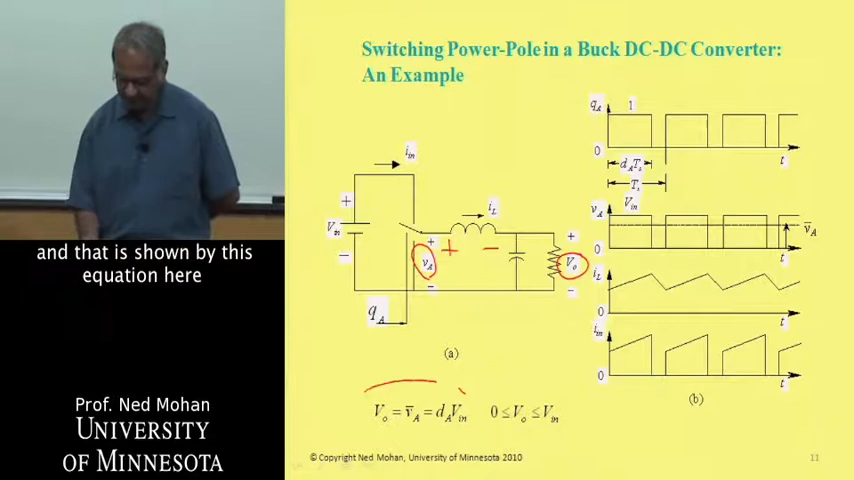 Switching Power-Pole in a Buck DC-DC Converter:
An Example
and that is shown by this
equation here
Prof. Ned Mohan
UNIVERSITY
OF MINNESOTA
i_in
i_L
+
V_in
−
+
v_A
−
+ −
+
V_o
−
q_A
(a)
V_o = v̄_A = d_A V_in 0 ≤ V_o ≤ V_in
q_A
1
0
t
d_A T_s
T_s
v_A
V_in
v̄_A
0
t
i_L
0
t
i_in
0
t
(b)
© Copyright Ned Mohan, University of Minnesota 2010
11